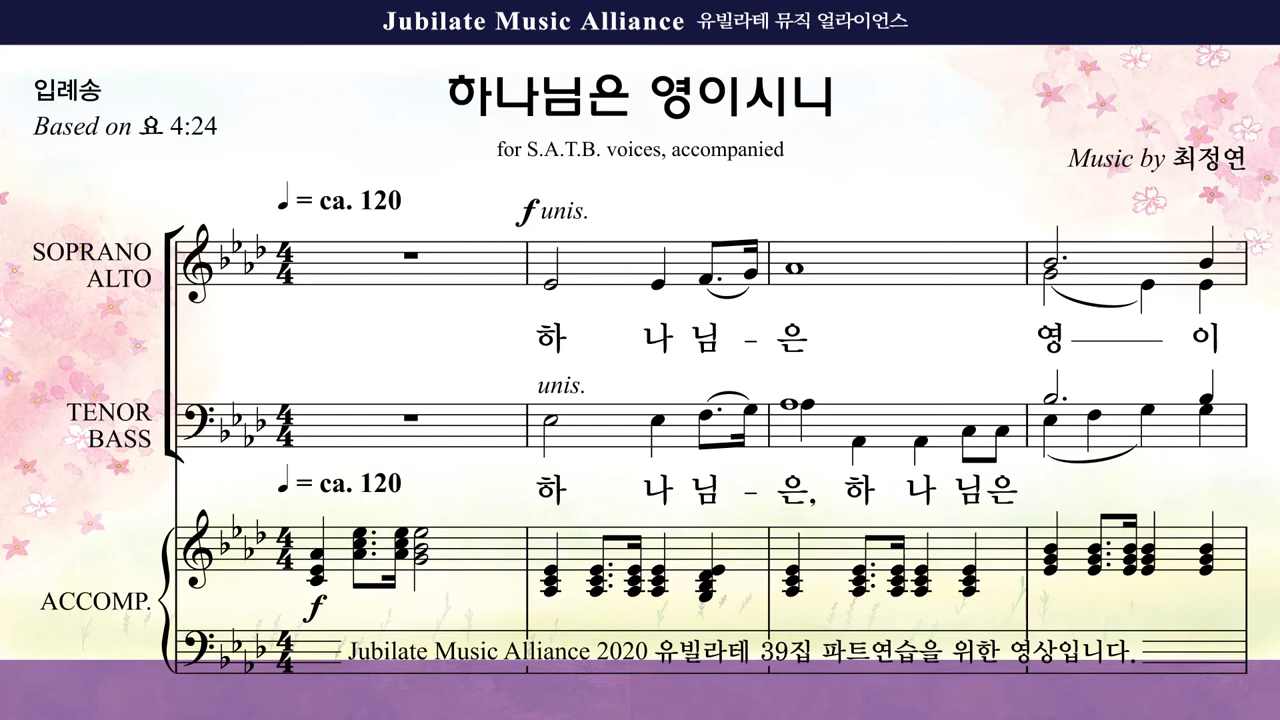 Jubilate Music Alliance 유빌라테 뮤직 얼라이언스
입례송
하나님은 영이시니
Based on 요 4:24
for S.A.T.B. voices, accompanied
Music by 최정연
♩ = ca. 120
f unis.
SOPRANO
ALTO
하 나 님 - 은 영 이
unis.
TENOR
BASS
♩ = ca. 120
하 나 님 - 은, 하 나 님은
ACCOMP.
f
Jubilate Music Alliance 2020 유빌라테 39집 파트연습을 위한 영상입니다.